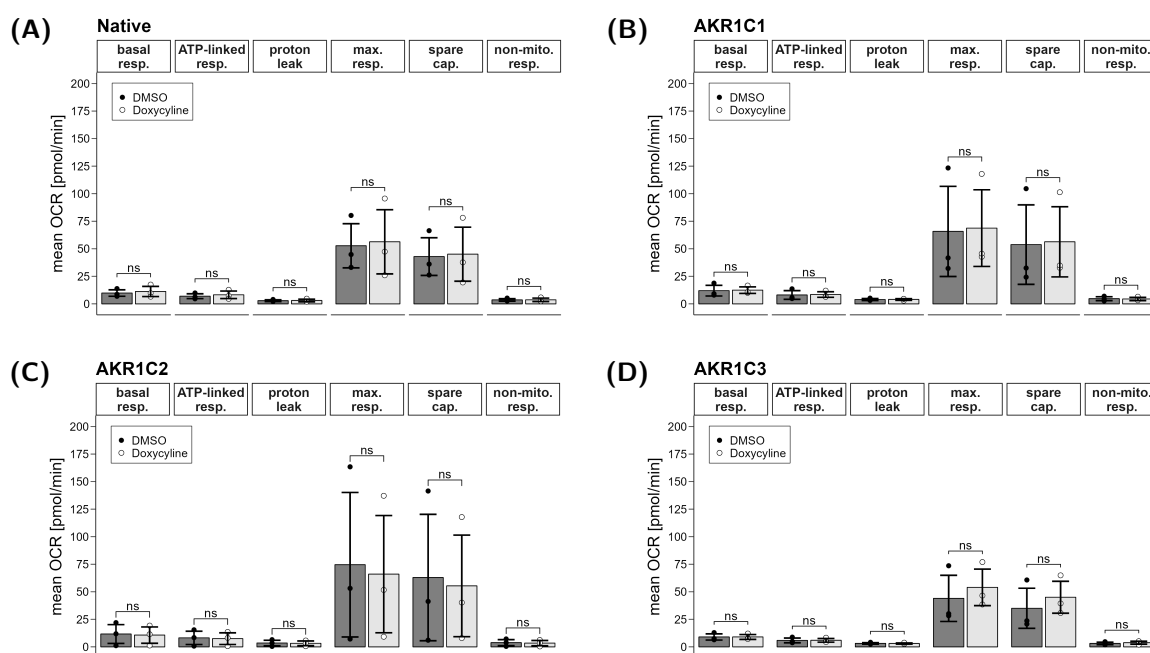 (A) Native
basal ATP-linked proton max. spare non-mito.
resp. resp. leak resp. cap. resp.
mean OCR [pmol/min]
200
175
150
125
100
75
50
25
0
DMSO
Doxycyline
ns ns ns ns ns ns
(B) AKR1C1
basal ATP-linked proton max. spare non-mito.
resp. resp. leak resp. cap. resp.
mean OCR [pmol/min]
200
175
150
125
100
75
50
25
0
DMSO
Doxycyline
ns ns ns ns ns ns
(C) AKR1C2
basal ATP-linked proton max. spare non-mito.
resp. resp. leak resp. cap. resp.
mean OCR [pmol/min]
200
175
150
125
100
75
50
25
0
DMSO
Doxycyline
ns ns ns ns ns ns
(D) AKR1C3
basal ATP-linked proton max. spare non-mito.
resp. resp. leak resp. cap. resp.
mean OCR [pmol/min]
200
175
150
125
100
75
50
25
0
DMSO
Doxycyline
ns ns ns ns ns ns